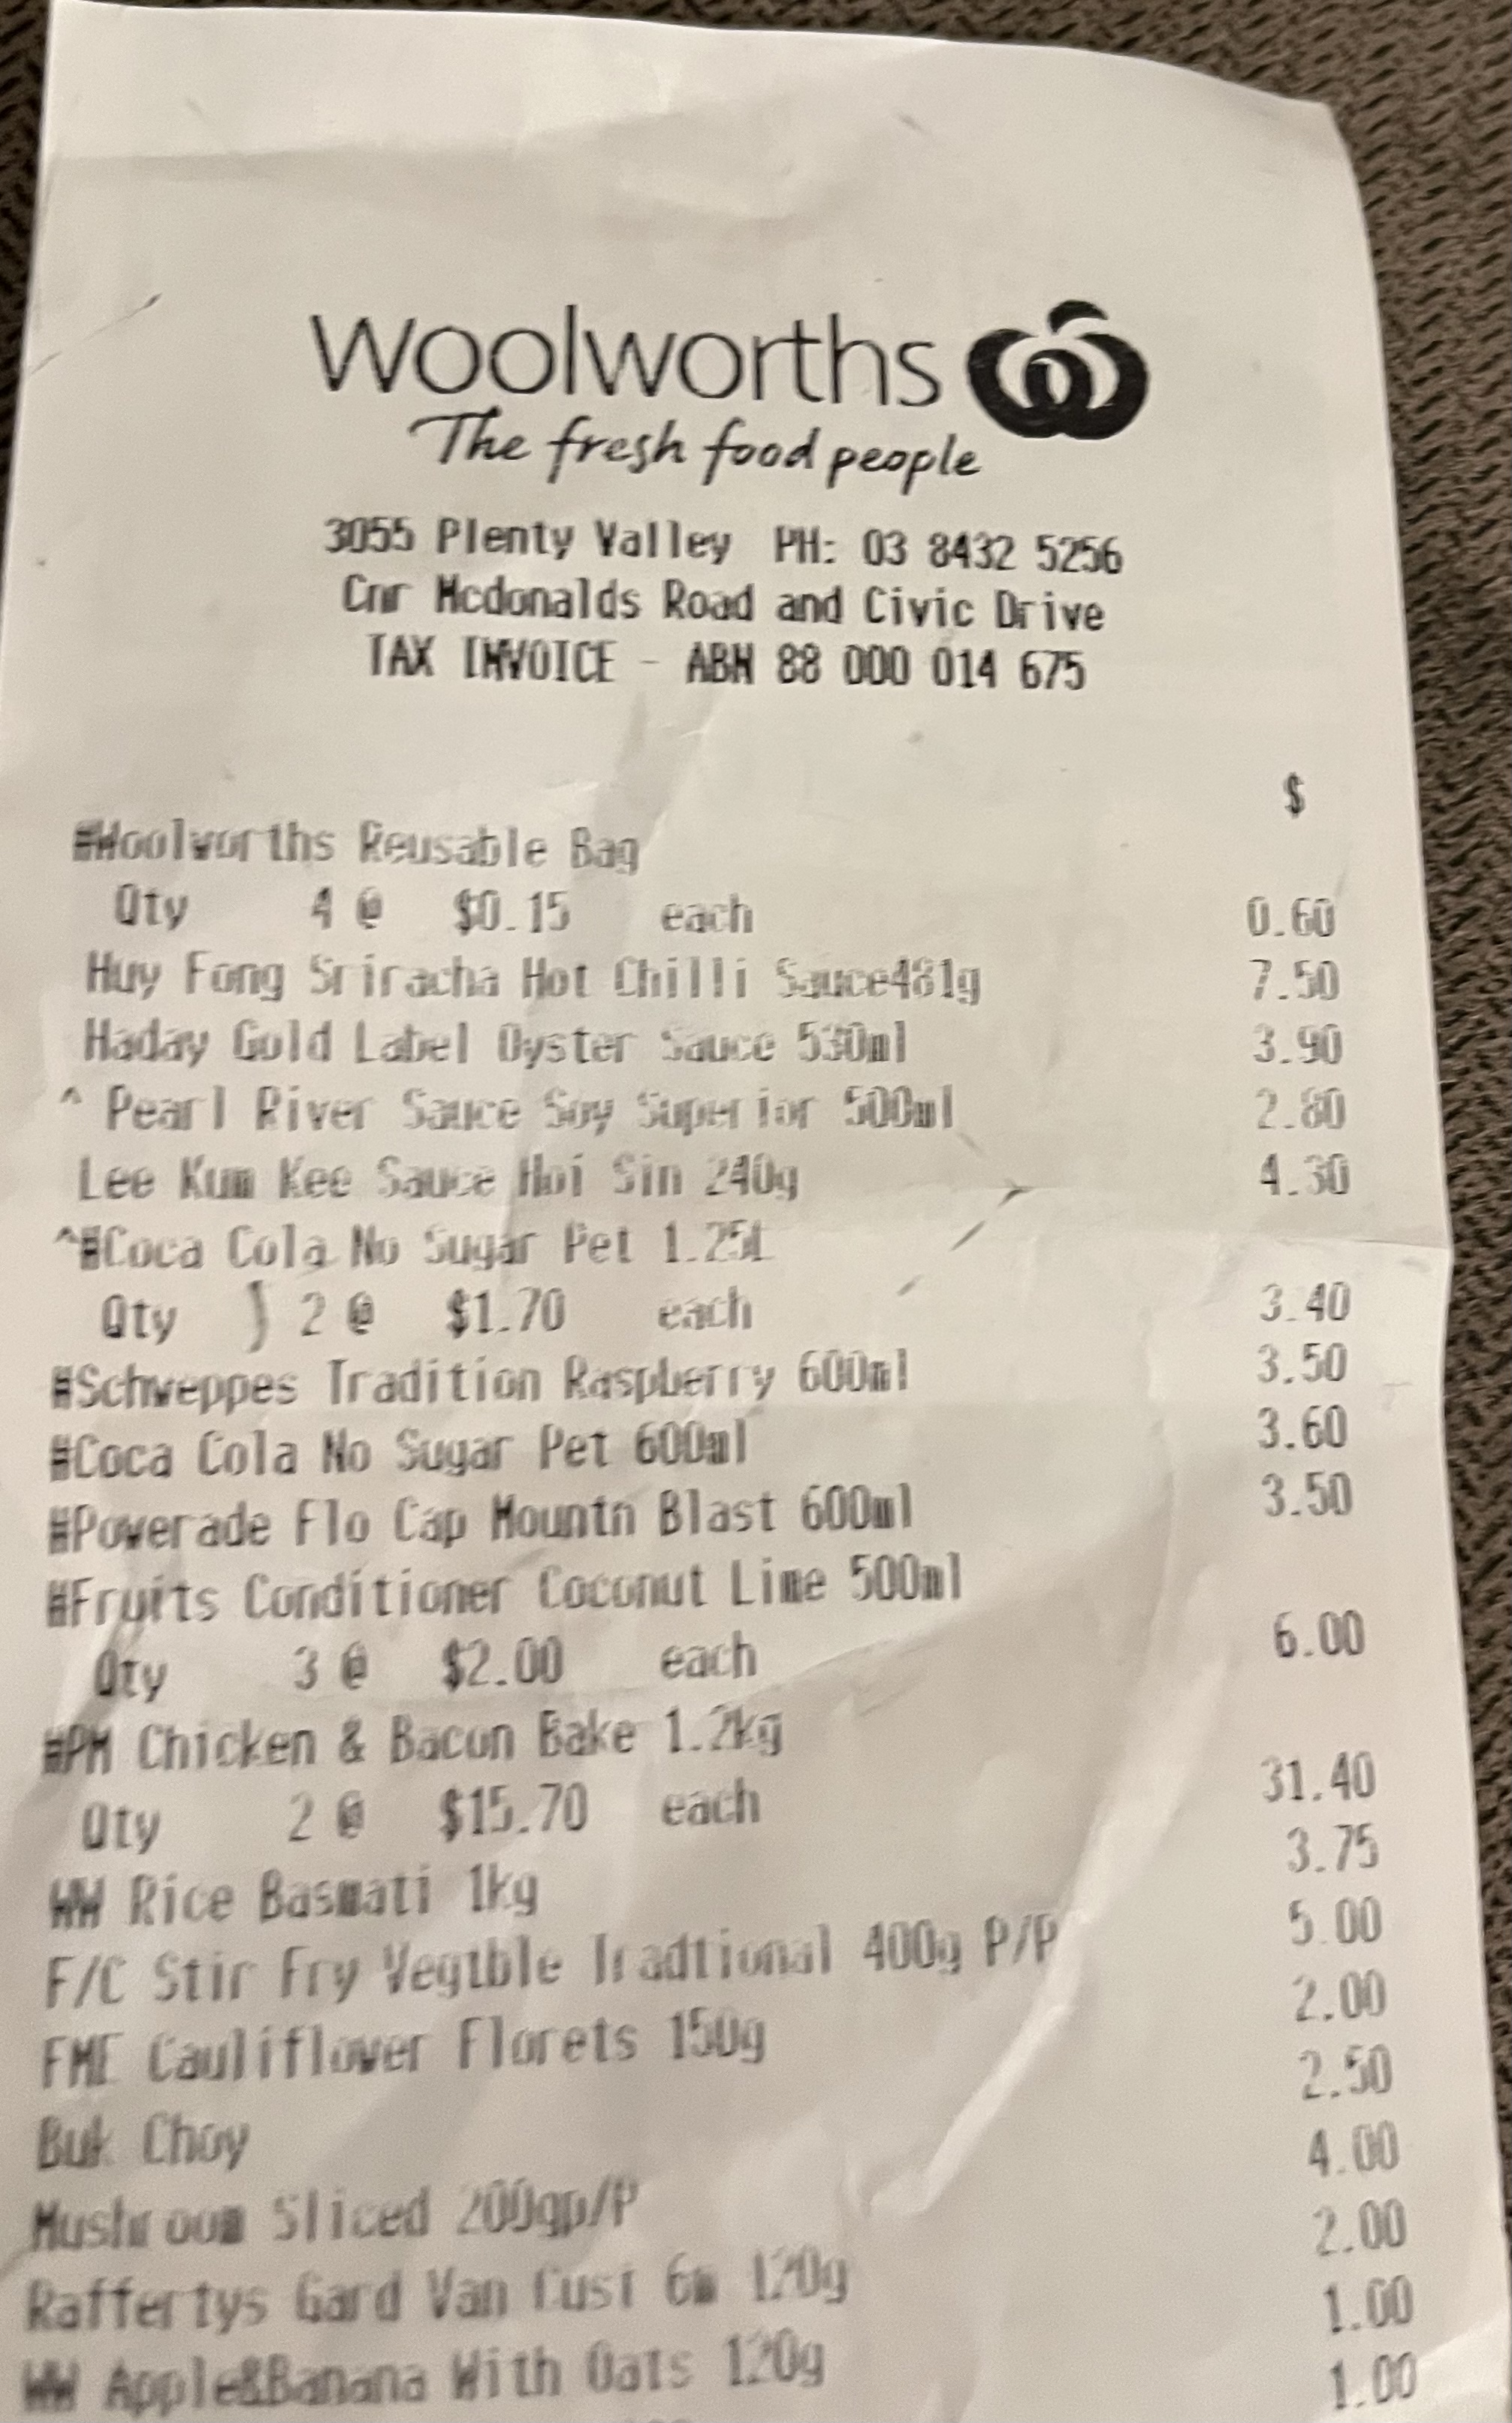 Woolworths
The fresh food people
3055 Plenty Valley PH: 03 8432 5256
Cnr Mcdonalds Road and Civic Drive
TAX INVOICE - ABN 88 000 014 675
$
#Woolworths Reusable Bag
Qty 4 @ $0.15 each 0.60
Huy Fong Sriracha Hot Chilli Sauce481g 7.50
Haday Gold Label Oyster Sauce 530ml 3.90
^ Pearl River Sauce Soy Superior 500ml 2.80
Lee Kum Kee Sauce Hoi Sin 240g 4.30
^#Coca Cola No Sugar Pet 1.25L
Qty 2 @ $1.70 each 3.40
#Schweppes Tradition Raspberry 600ml 3.50
#Coca Cola No Sugar Pet 600ml 3.60
#Powerade Flo Cap Mountn Blast 600ml 3.50
#Fruits Conditioner Coconut Lime 500ml
Qty 3 @ $2.00 each 6.00
#PM Chicken & Bacon Bake 1.2kg
Qty 2 @ $15.70 each 31.40
WW Rice Basmati 1kg 3.75
F/C Stir Fry Vegtble Tradtional 400g P/P 5.00
FME Cauliflower Florets 150g 2.00
Buk Choy 2.50
Mushroom Sliced 200gp/P 4.00
Raffertys Gard Van Cust 6m 120g 2.00
WW Apple&Banana With Oats 120g 1.00
1.00